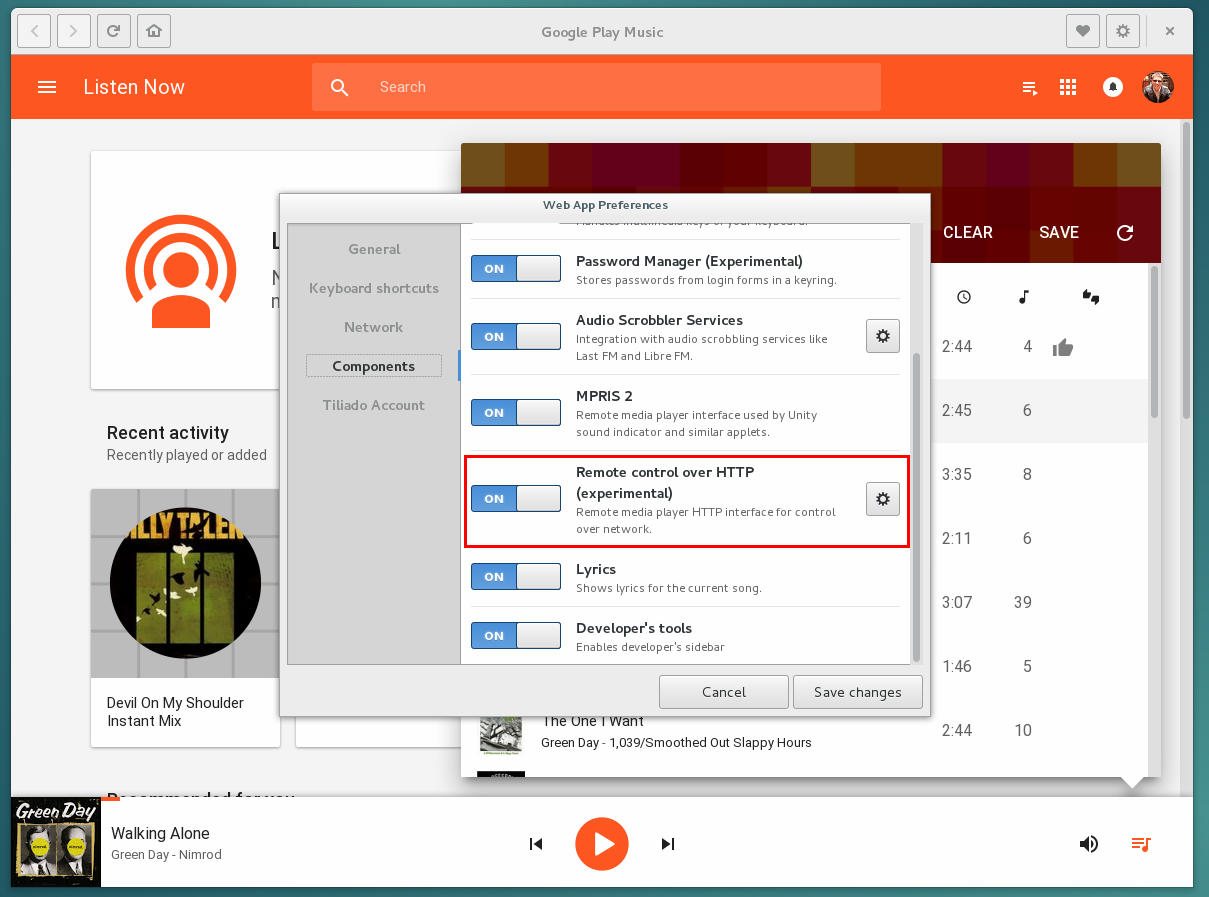 Google Play Music
Listen Now
Search
CLEAR
SAVE
Web App Preferences
General
Keyboard shortcuts
Network
Components
Tiliado Account
ON
Password Manager (Experimental)
Stores passwords from login forms in a keyring.
ON
Audio Scrobbler Services
Integration with audio scrobbling services like
Last FM and Libre FM.
ON
MPRIS 2
Remote media player interface used by Unity
sound indicator and similar applets.
ON
Remote control over HTTP
(experimental)
Remote media player HTTP interface for control
over network.
ON
Lyrics
Shows lyrics for the current song.
ON
Developer's tools
Enables developer's sidebar
Cancel
Save changes
2:44 4
2:45 6
3:35 8
2:11 6
3:07 39
1:46 5
2:44 10
Recent activity
Recently played or added
Devil On My Shoulder
Instant Mix
The One I Want
Green Day - 1,039/Smoothed Out Slappy Hours
Recommended for you
Green Day
Walking Alone
Green Day - Nimrod